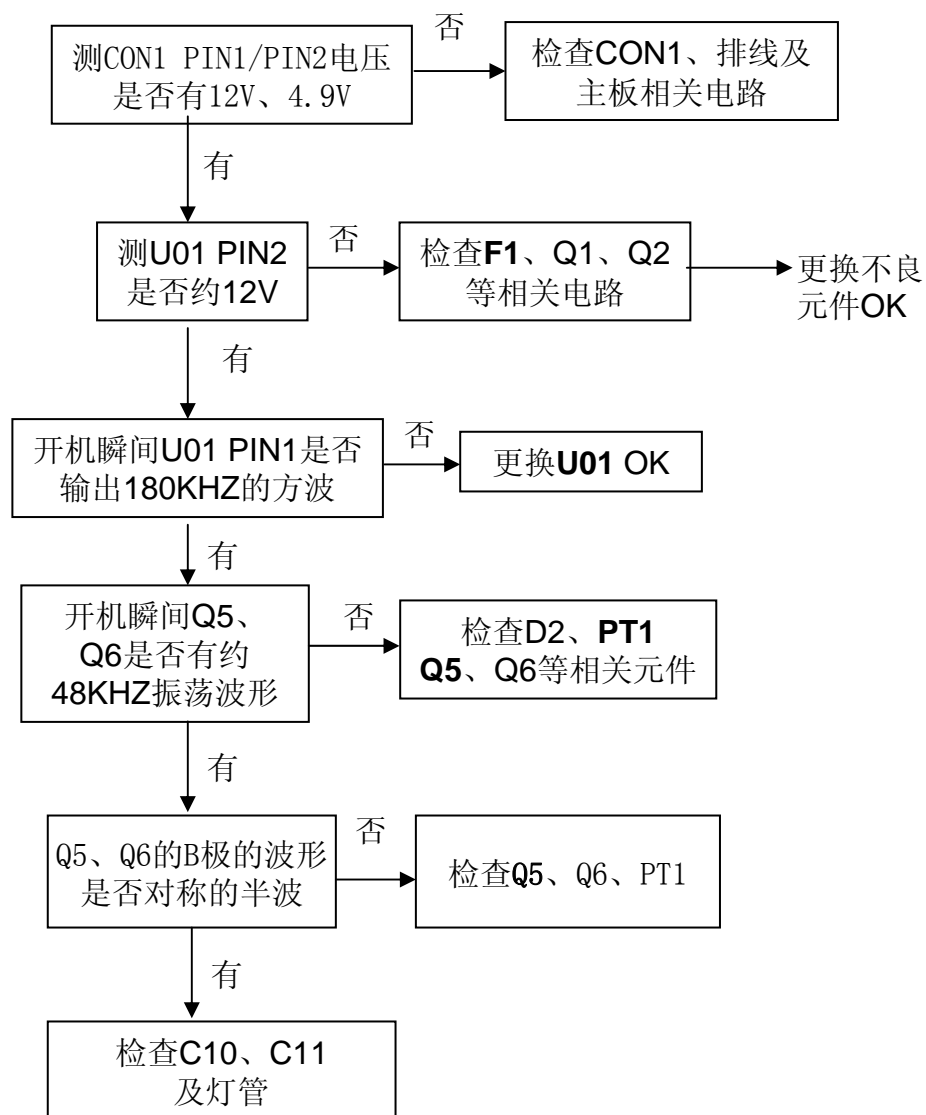 否
测CON1 PIN1/PIN2电压
是否有12V、4.9V
检查CON1、排线及
主板相关电路
有
测U01 PIN2
是否约12V
否
检查F1、Q1、Q2
等相关电路
更换不良
元件OK
有
开机瞬间U01 PIN1是否
输出180KHZ的方波
否
更换U01 OK
有
开机瞬间Q5、
Q6是否有约
48KHZ振荡波形
否
检查D2、PT1
Q5、Q6等相关元件
有
Q5、Q6的B极的波形
是否对称的半波
否
检查Q5、Q6、PT1
有
检查C10、C11
及灯管